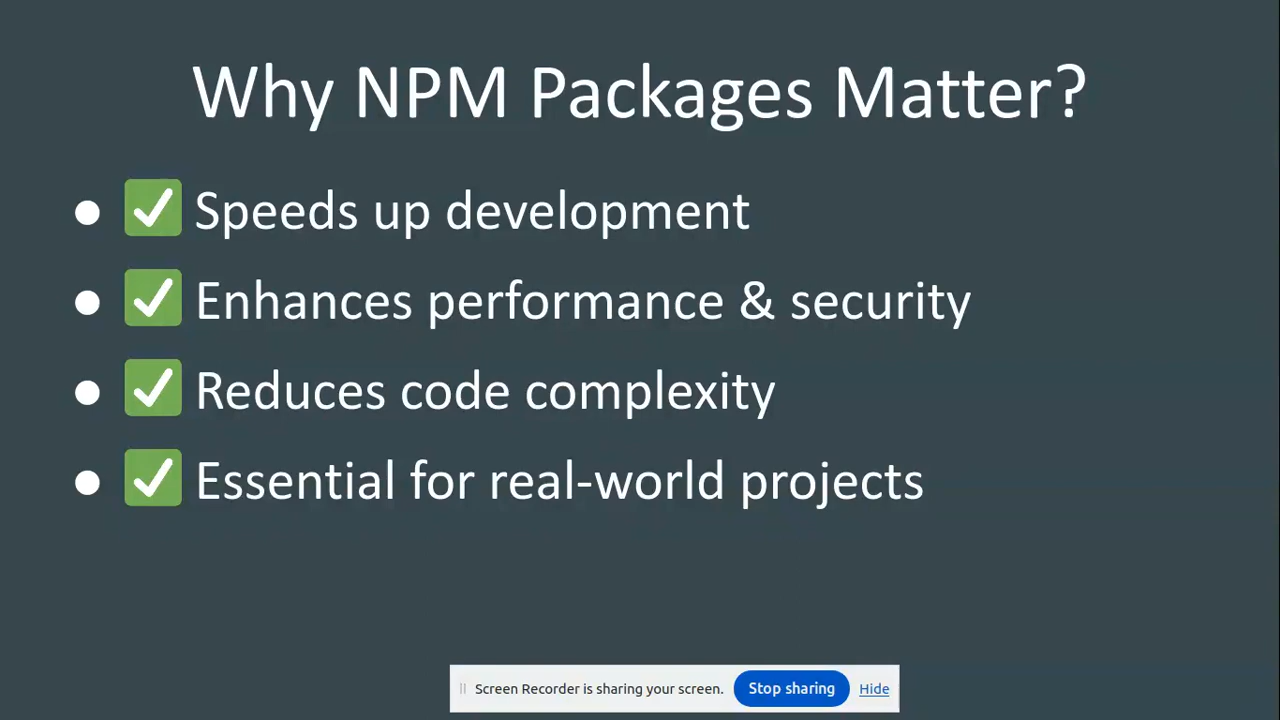 Why NPM Packages Matter?
● ✅ Speeds up development
● ✅ Enhances performance & security
● ✅ Reduces code complexity
● ✅ Essential for real-world projects
Screen Recorder is sharing your screen. Stop sharing Hide